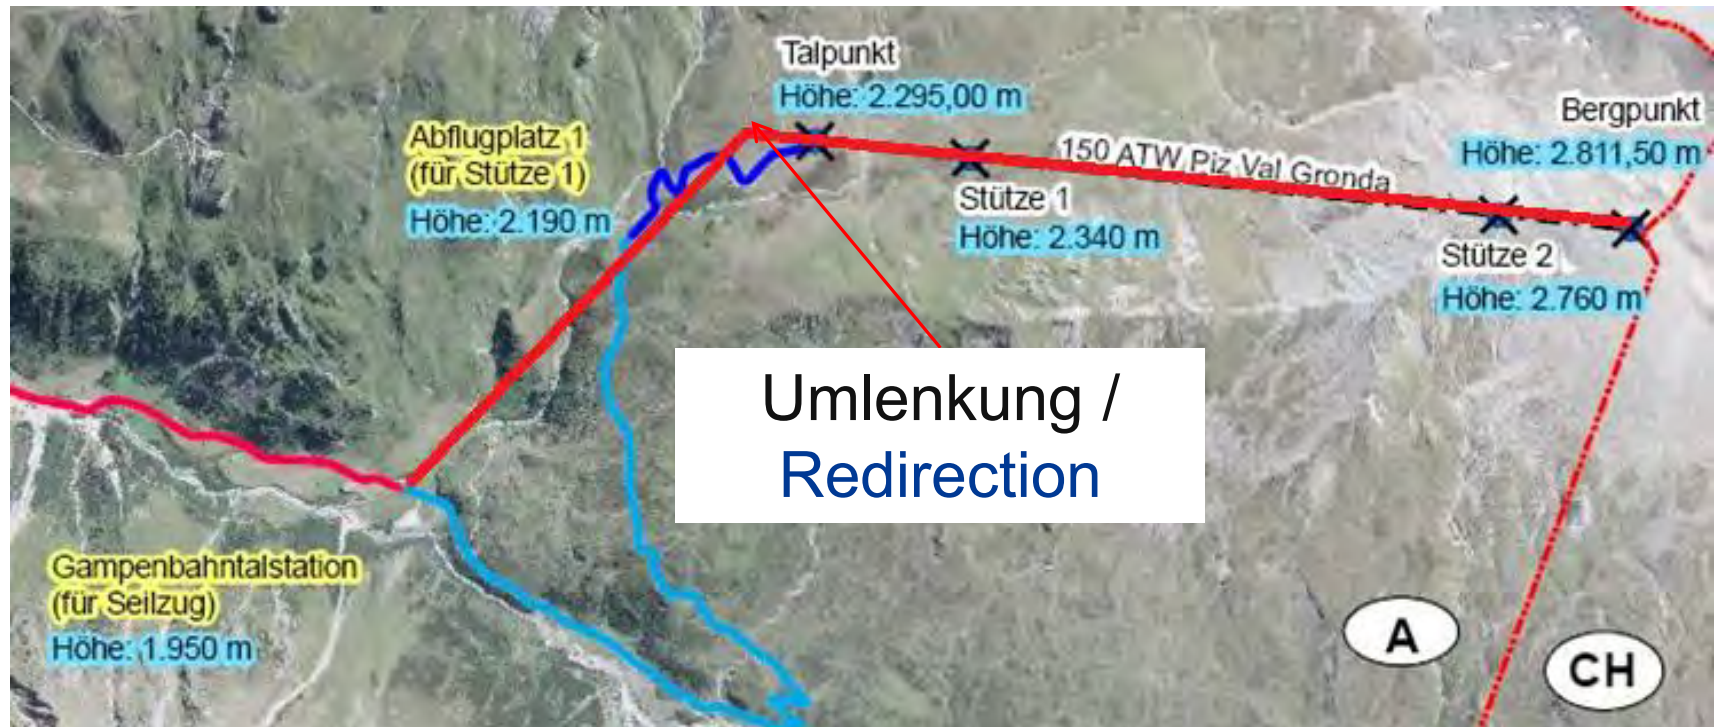 Talpunkt
Höhe: 2.295,00 m
Bergpunkt
Höhe: 2.811,50 m
Abflugplatz 1
(für Stütze 1)
Höhe: 2.190 m
150 ATW Piz Val Gronda
Stütze 1
Höhe: 2.340 m
Stütze 2
Höhe: 2.760 m
Umlenkung /
Redirection
Gampenbahntalstation
(für Seilzug)
Höhe: 1.950 m
A
CH